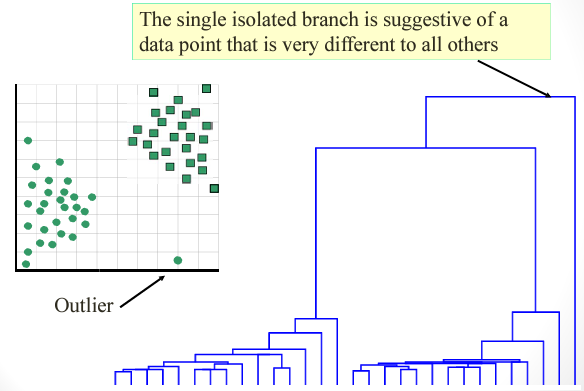 The single isolated branch is suggestive of a
data point that is very different to all others
Outlier